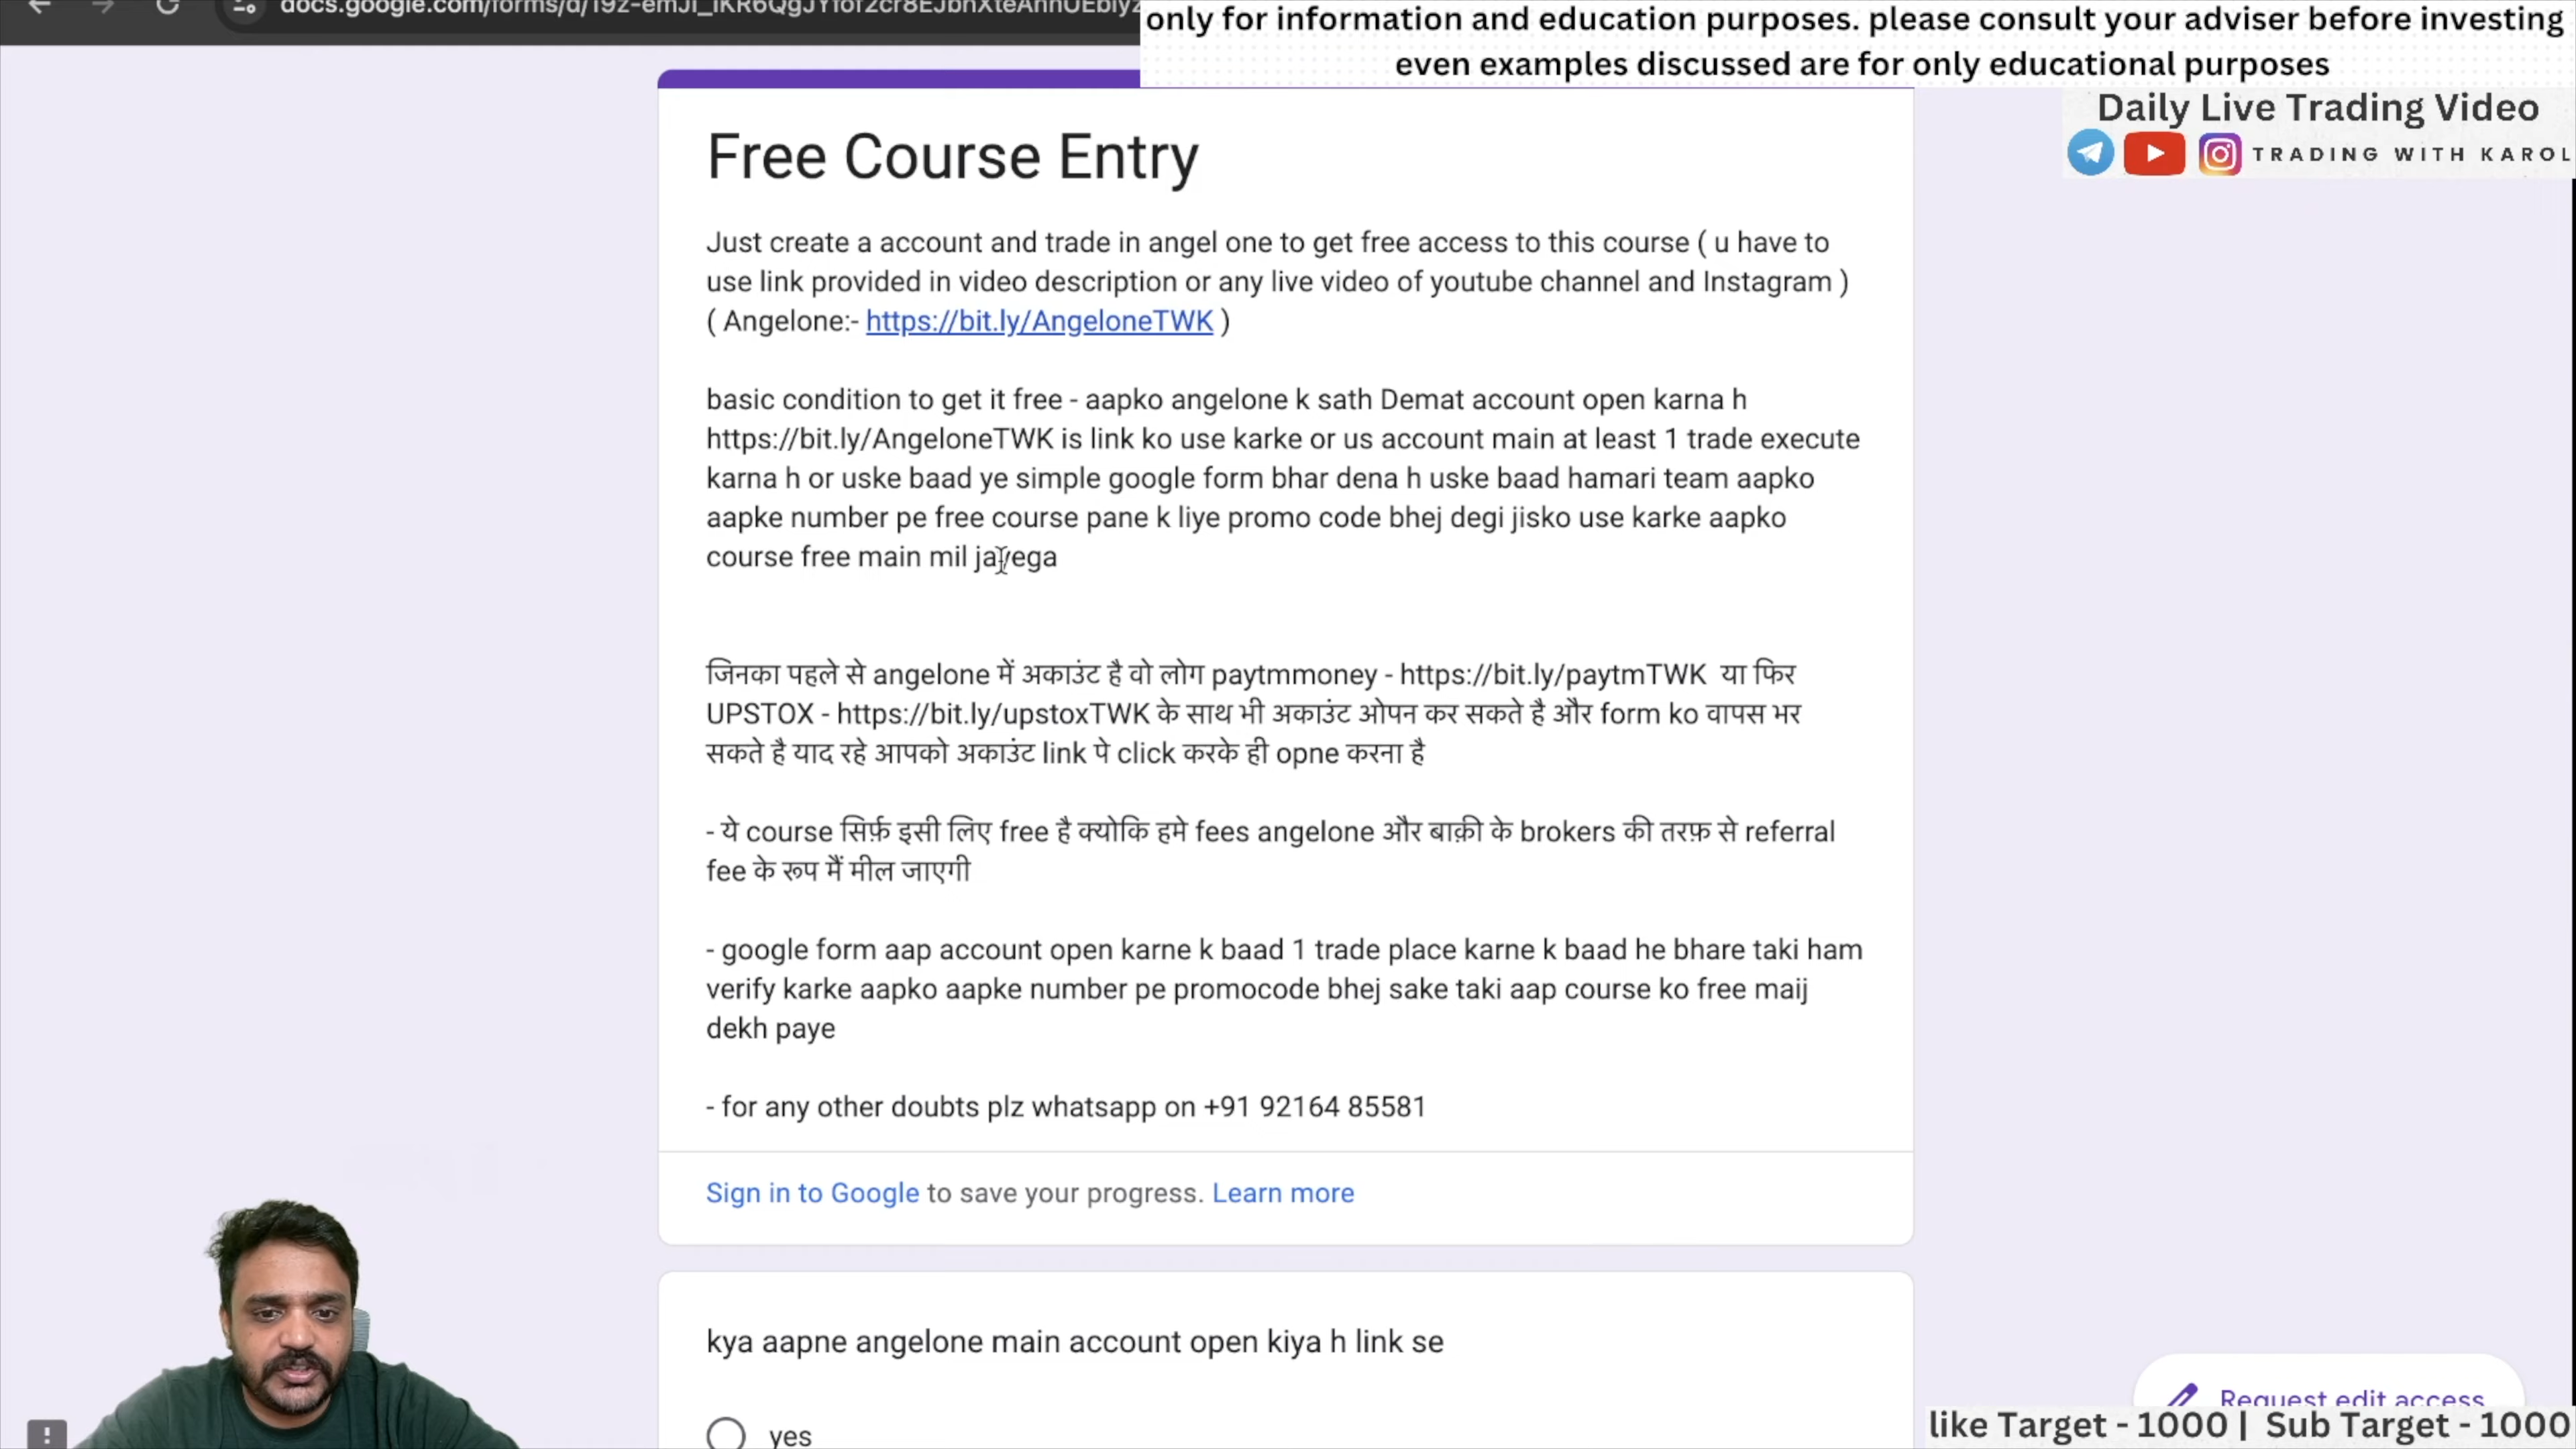 only for information and education purposes. please consult your adviser before investing
even examples discussed are for only educational purposes
Daily Live Trading Video
TRADING WITH KAROL
Free Course Entry
Just create a account and trade in angel one to get free access to this course ( u have to
use link provided in video description or any live video of youtube channel and Instagram )
( Angelone:- https://bit.ly/AngeloneTWK )
basic condition to get it free - aapko angelone k sath Demat account open karna h
https://bit.ly/AngeloneTWK is link ko use karke or us account main at least 1 trade execute
karna h or uske baad ye simple google form bhar dena h uske baad hamari team aapko
aapke number pe free course pane k liye promo code bhej degi jisko use karke aapko
course free main mil jayega
जिनका पहले से angelone में अकाउंट है वो लोग paytmmoney - https://bit.ly/paytmTWK या फिर
UPSTOX - https://bit.ly/upstoxTWK के साथ भी अकाउंट ओपन कर सकते है और form ko वापस भर
सकते है याद रहे आपको अकाउंट link पे click करके ही opne करना है
- ये course सिर्फ़ इसी लिए free है क्योकि हमे fees angelone और बाक़ी के brokers की तरफ़ से referral
fee के रूप मैं मील जाएगी
- google form aap account open karne k baad 1 trade place karne k baad he bhare taki ham
verify karke aapko aapke number pe promocode bhej sake taki aap course ko free maij
dekh paye
- for any other doubts plz whatsapp on +91 92164 85581
Sign in to Google to save your progress. Learn more
kya aapne angelone main account open kiya h link se
yes
Request edit access
like Target - 1000 | Sub Target - 1000